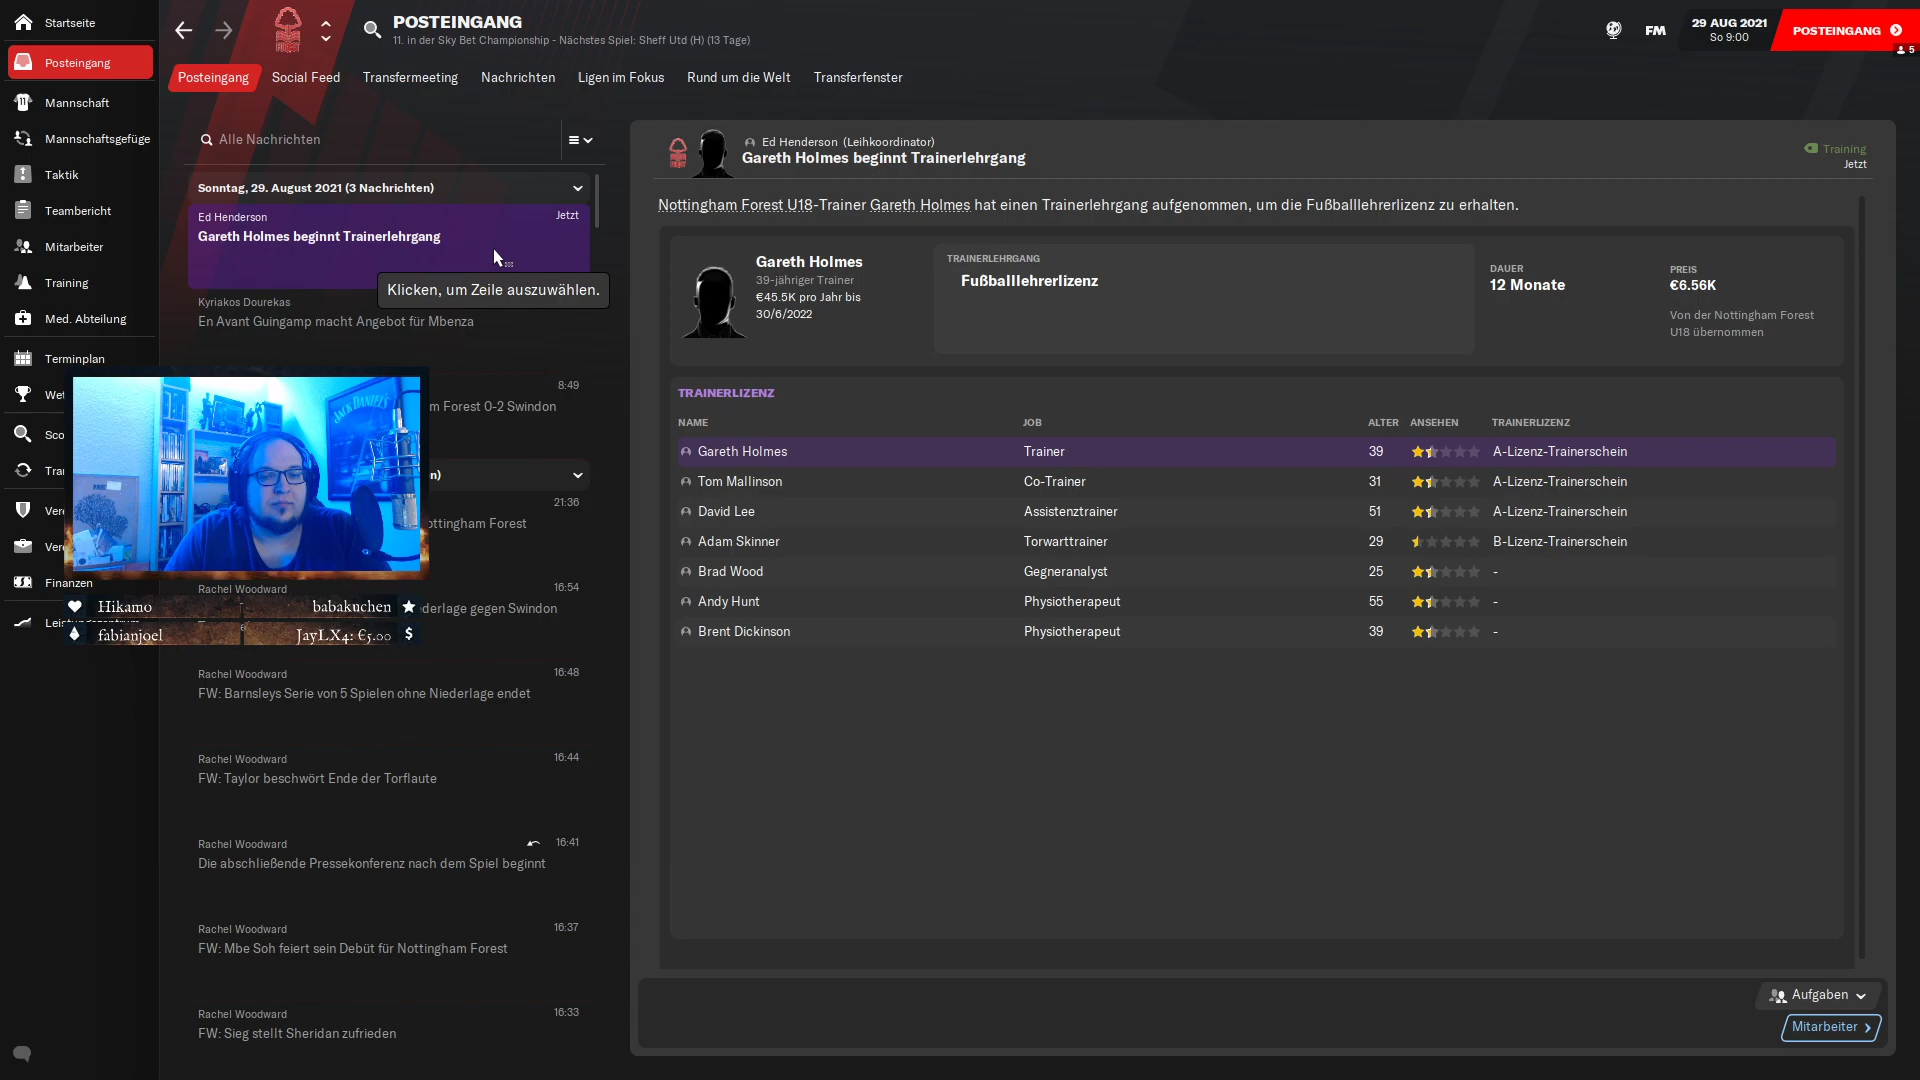 Startseite
Posteingang
Mannschaft
Mannschaftsgefüge
Taktik
Teambericht
Mitarbeiter
Training
Med. Abteilung
Terminplan
Finanzen
POSTEINGANG
11. in der Sky Bet Championship - Nächstes Spiel: Sheff Utd (H) (13 Tage)
FM
29 AUG 2021
So 9:00
POSTEINGANG
5
Posteingang
Social Feed
Transfermeeting
Nachrichten
Ligen im Fokus
Rund um die Welt
Transferfenster
Alle Nachrichten
Sonntag, 29. August 2021 (3 Nachrichten)
Ed Henderson
Jetzt
Gareth Holmes beginnt Trainerlehrgang
Klicken, um Zeile auszuwählen.
Kyriakos Dourekas
En Avant Guingamp macht Angebot für Mbenza
8:49
m Forest 0-2 Swindon
n)
21:36
ottingham Forest
Rachel Woodward
16:54
derlage gegen Swindon
JACK DANIEL'S
Hikamo
babakuchen
fabianjoel
JayLX4: €5.00
Rachel Woodward
16:48
FW: Barnsleys Serie von 5 Spielen ohne Niederlage endet
Rachel Woodward
16:44
FW: Taylor beschwört Ende der Torflaute
Rachel Woodward
16:41
Die abschließende Pressekonferenz nach dem Spiel beginnt
Rachel Woodward
16:37
FW: Mbe Soh feiert sein Debüt für Nottingham Forest
Rachel Woodward
16:33
FW: Sieg stellt Sheridan zufrieden
Ed Henderson (Leihkoordinator)
Gareth Holmes beginnt Trainerlehrgang
Training
Jetzt
Nottingham Forest U18-Trainer Gareth Holmes hat einen Trainerlehrgang aufgenommen, um die Fußballlehrerlizenz zu erhalten.
Gareth Holmes
39-jähriger Trainer
€45.5K pro Jahr bis
30/6/2022
TRAINERLEHRGANG
Fußballlehrerlizenz
DAUER
12 Monate
PREIS
€6.56K
Von der Nottingham Forest
U18 übernommen
TRAINERLIZENZ
NAME JOB ALTER ANSEHEN TRAINERLIZENZ
Gareth Holmes Trainer 39 A-Lizenz-Trainerschein
Tom Mallinson Co-Trainer 31 A-Lizenz-Trainerschein
David Lee Assistenztrainer 51 A-Lizenz-Trainerschein
Adam Skinner Torwarttrainer 29 B-Lizenz-Trainerschein
Brad Wood Gegneranalyst 25 -
Andy Hunt Physiotherapeut 55 -
Brent Dickinson Physiotherapeut 39 -
Aufgaben
Mitarbeiter